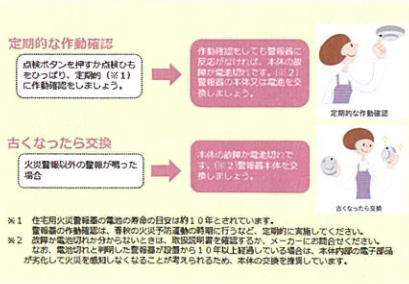 定期的な作動確認
点検ボタンを押すか点検ひも
をひっぱり、定期的（※１）
に作動確認をしましょう。
作動確認をしても警報器に
反応がなければ、本体の故
障か電池切れです。（※２）
警報器の本体又は電池を交
換しましょう。
定期的な作動確認
古くなったら交換
火災警報以外の警報が鳴った
場合
本体の故障か電池切れで
す。（※２）警報器本体を交
換しましょう。
古くなったら交換
※１　住宅用火災警報器の電池の寿命の目安は約１０年とされています。
警報器の作動確認は、春秋の火災予防運動の時期に行うなど、定期的に実施してください。
※２　故障か電池切れか分からないときは、取扱説明書を確認するか、メーカーにお問合せください。
なお、電池切れと判明した警報器が設置から１０年以上経過している場合は、本体内部の電子部品
が劣化して火災を感知しなくなることが考えられるため、本体の交換を推奨しています。